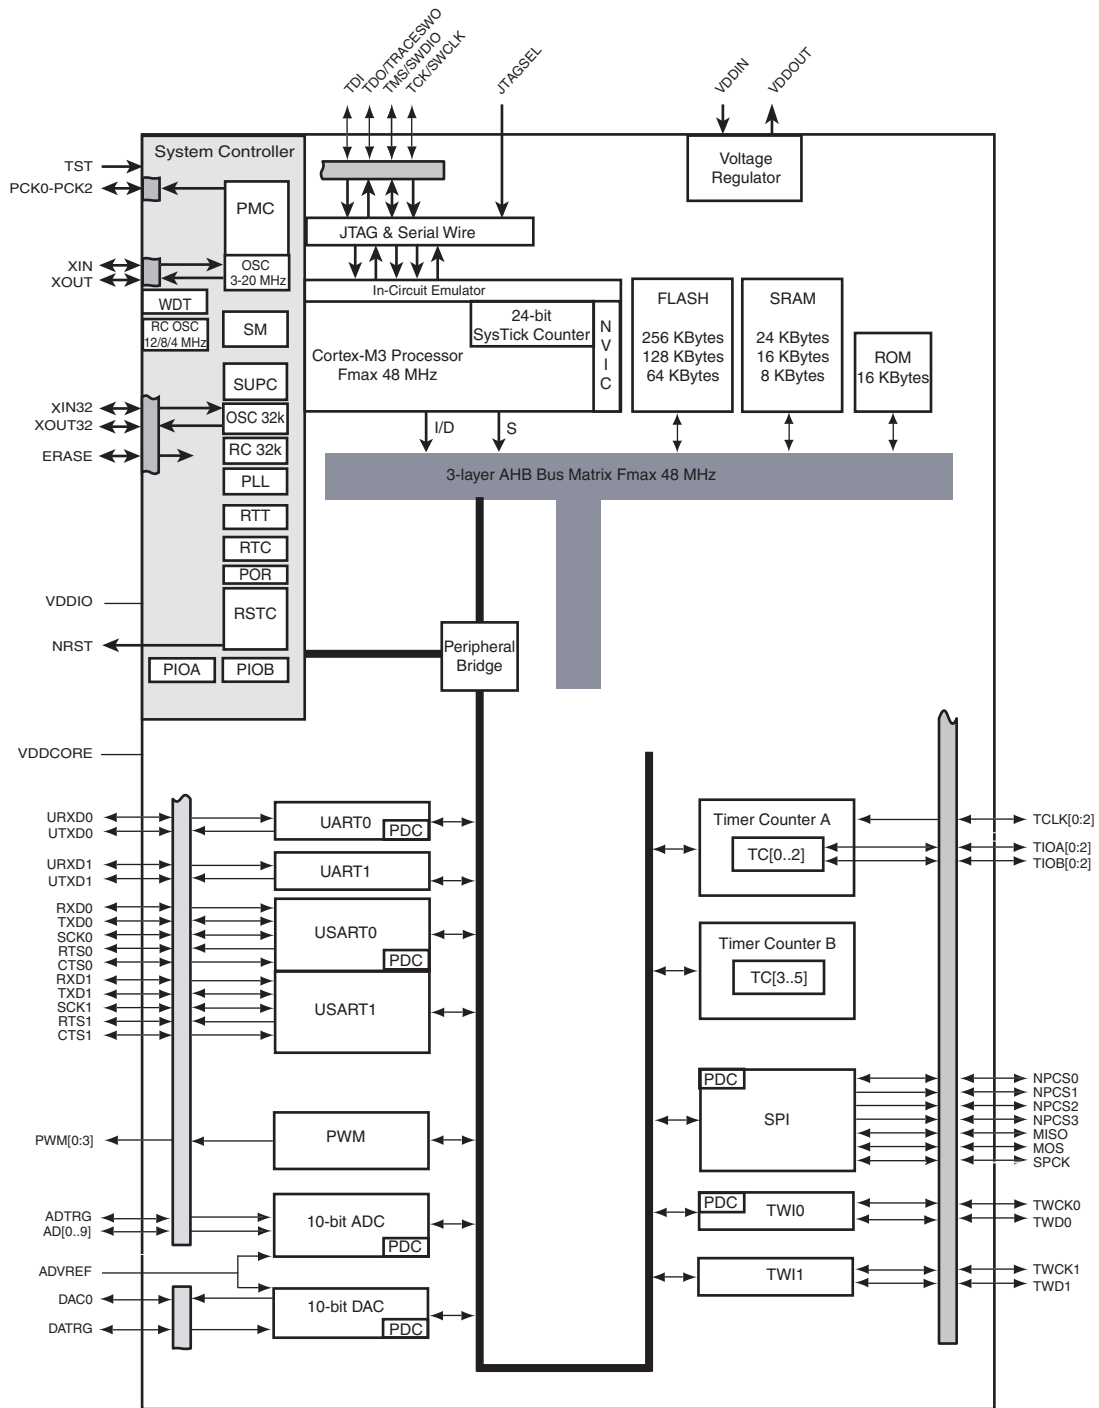 TDI
TDO/TRACESWO
TMS/SWDIO
TCK/SWCLK
JTAGSEL
VDDIN
VDDOUT
System Controller
TST
PCK0-PCK2
PMC
XIN
XOUT
OSC
3-20 MHz
WDT
RC OSC
12/8/4 MHz
SM
SUPC
XIN32
XOUT32
OSC 32k
ERASE
RC 32k
PLL
RTT
RTC
POR
VDDIO
RSTC
NRST
PIOA
PIOB
Voltage
Regulator
JTAG & Serial Wire
In-Circuit Emulator
24-bit
SysTick Counter
N
V
I
C
Cortex-M3 Processor
Fmax 48 MHz
FLASH
256 KBytes
128 KBytes
64 KBytes
SRAM
24 KBytes
16 KBytes
8 KBytes
ROM
16 KBytes
I/D
S
3-layer AHB Bus Matrix Fmax 48 MHz
Peripheral
Bridge
VDDCORE
URXD0
UTXD0
UART0
PDC
URXD1
UTXD1
UART1
RXD0
TXD0
SCK0
RTS0
CTS0
USART0
PDC
RXD1
TXD1
SCK1
RTS1
CTS1
USART1
PWM[0:3]
PWM
ADTRG
AD[0..9]
10-bit ADC
PDC
ADVREF
DAC0
DATRG
10-bit DAC
PDC
Timer Counter A
TC[0..2]
TCLK[0:2]
TIOA[0:2]
TIOB[0:2]
Timer Counter B
TC[3..5]
PDC
SPI
NPCS0
NPCS1
NPCS2
NPCS3
MISO
MOS
SPCK
PDC
TWI0
TWCK0
TWD0
TWI1
TWCK1
TWD1